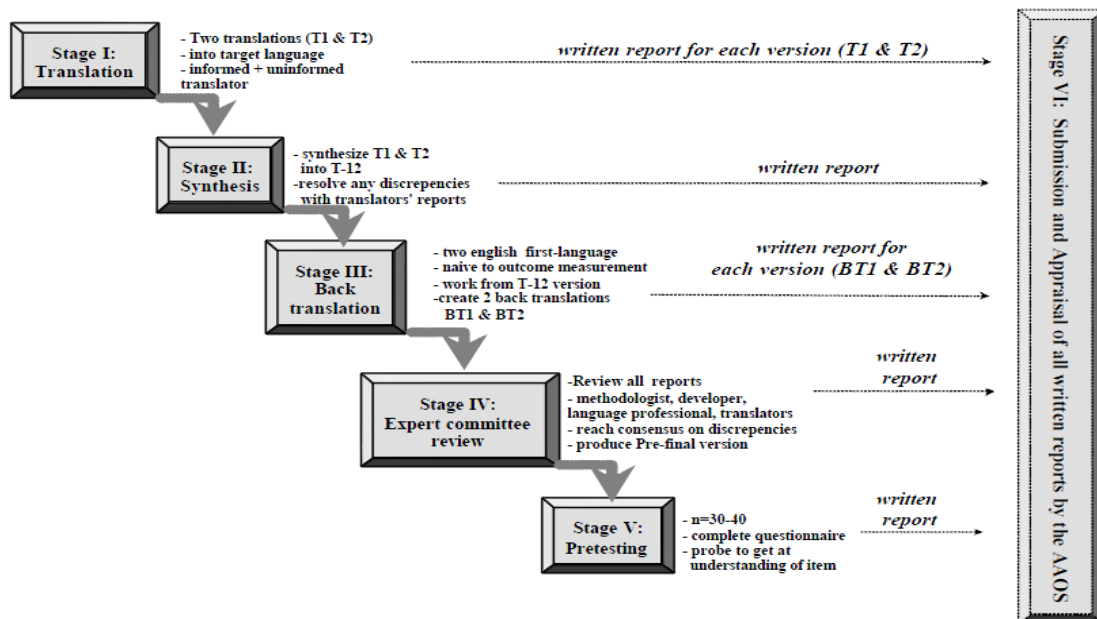 Stage I:
Translation
- Two translations (T1 & T2)
- into target language
- informed + uninformed
translator
written report for each version (T1 & T2)
Stage II:
Synthesis
- synthesize T1 & T2
into T-12
-resolve any discrepencies
with translators' reports
written report
Stage III:
Back
translation
- two english first-language
- naive to outcome measurement
- work from T-12 version
-create 2 back translations
BT1 & BT2
written report for
each version (BT1 & BT2)
Stage IV:
Expert committee
review
-Review all reports
- methodologist, developer,
language professional, translators
- reach consensus on discrepencies
- produce Pre-final version
written
report
Stage V:
Pretesting
- n=30-40
- complete questionnaire
- probe to get at
understanding of item
written
report
Stage VI: Submission and Appraisal of all written reports by the AAOS